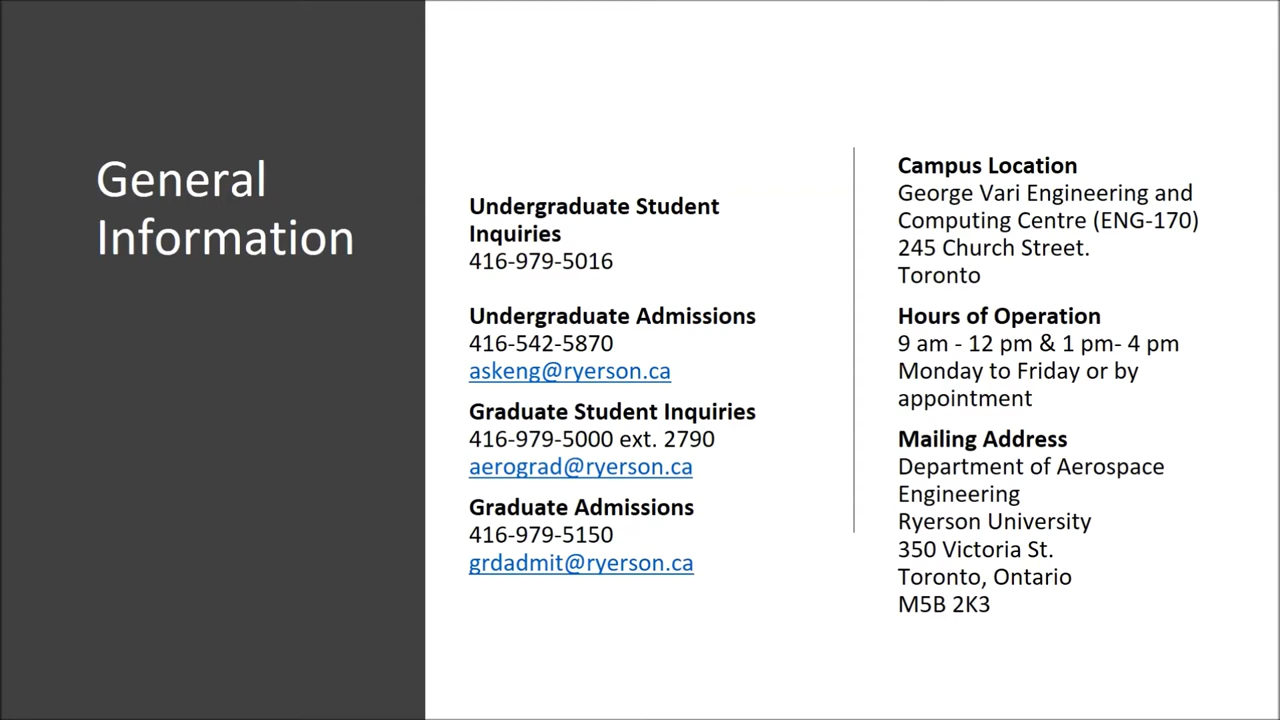 General
Information
Undergraduate Student
Inquiries
416-979-5016
Undergraduate Admissions
416-542-5870
askeng@ryerson.ca
Graduate Student Inquiries
416-979-5000 ext. 2790
aerograd@ryerson.ca
Graduate Admissions
416-979-5150
grdadmit@ryerson.ca
Campus Location
George Vari Engineering and
Computing Centre (ENG-170)
245 Church Street.
Toronto
Hours of Operation
9 am - 12 pm & 1 pm- 4 pm
Monday to Friday or by
appointment
Mailing Address
Department of Aerospace
Engineering
Ryerson University
350 Victoria St.
Toronto, Ontario
M5B 2K3